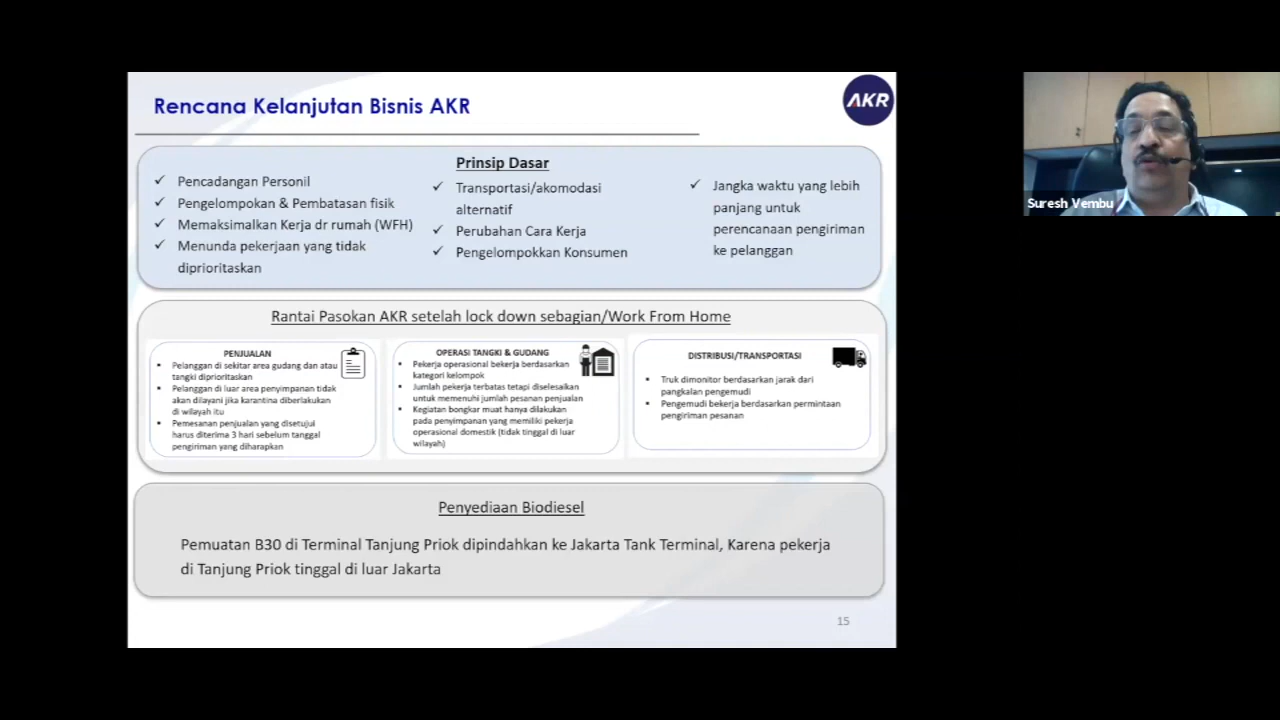 Rencana Kelanjutan Bisnis AKR
AKR
Prinsip Dasar
✓ Pencadangan Personil
✓ Pengelompokan & Pembatasan fisik
✓ Memaksimalkan Kerja dr rumah (WFH)
✓ Menunda pekerjaan yang tidak
diprioritaskan
✓ Transportasi/akomodasi
alternatif
✓ Perubahan Cara Kerja
✓ Pengelompokkan Konsumen
✓ Jangka waktu yang lebih
panjang untuk
perencanaan pengiriman
ke pelanggan
Rantai Pasokan AKR setelah lock down sebagian/Work From Home
PENJUALAN
▪ Pelanggan di sekitar area gudang dan atau
tangki diprioritaskan
▪ Pelanggan di luar area penyimpanan tidak
akan dilayani jika karantina diberlakukan
di wilayah itu
▪ Pemesanan penjualan yang disetujui
harus diterima 3 hari sebelum tanggal
pengiriman yang diharapkan
OPERASI TANGKI & GUDANG
▪ Pekerja operasional bekerja berdasarkan
kategori kelompok
▪ Jumlah pekerja terbatas tetapi diselesaikan
untuk memenuhi jumlah pesanan penjualan
▪ Kegiatan bongkar muat hanya dilakukan
pada penyimpanan yang memiliki pekerja
operasional domestik (tidak tinggal di luar
wilayah)
DISTRIBUSI/TRANSPORTASI
▪ Truk dimonitor berdasarkan jarak dari
pangkalan pengemudi
▪ Pengemudi bekerja berdasarkan permintaan
pengiriman pesanan
Penyediaan Biodiesel
Pemuatan B30 di Terminal Tanjung Priok dipindahkan ke Jakarta Tank Terminal, Karena pekerja
di Tanjung Priok tinggal di luar Jakarta
15
Suresh Vembu